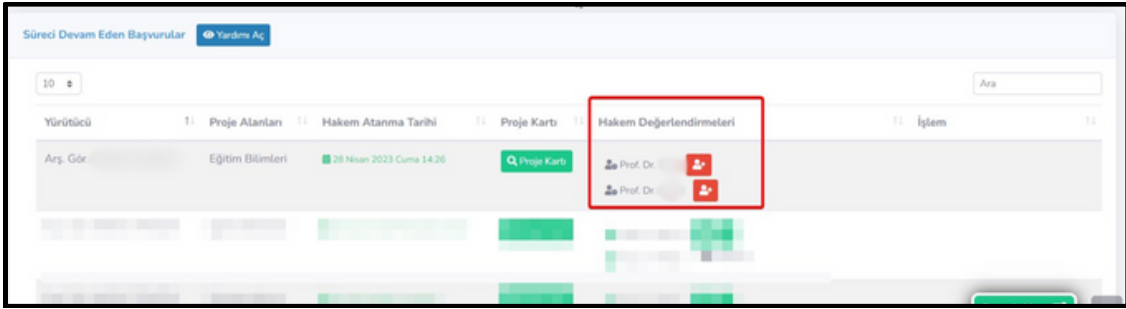 Süreci Devam Eden Başvurular Yardımı Aç
10 Ara
Yürütücü Proje Alanları Hakem Atanma Tarihi Proje Kartı Hakem Değerlendirmeleri İşlem
Arş. Gör Eğitim Bilimleri 28 Nisan 2023 Cuma 14:26 Proje Kartı Prof. Dr.
Prof. Dr